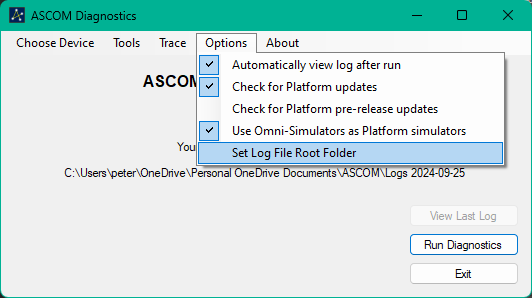 ASCOM Diagnostics
Choose Device Tools Trace Options About
Automatically view log after run
Check for Platform updates
Check for Platform pre-release updates
Use Omni-Simulators as Platform simulators
Set Log File Root Folder
ASCOM
You
C:\Users\peter\OneDrive\Personal OneDrive Documents\ASCOM\Logs 2024-09-25
View Last Log
Run Diagnostics
Exit